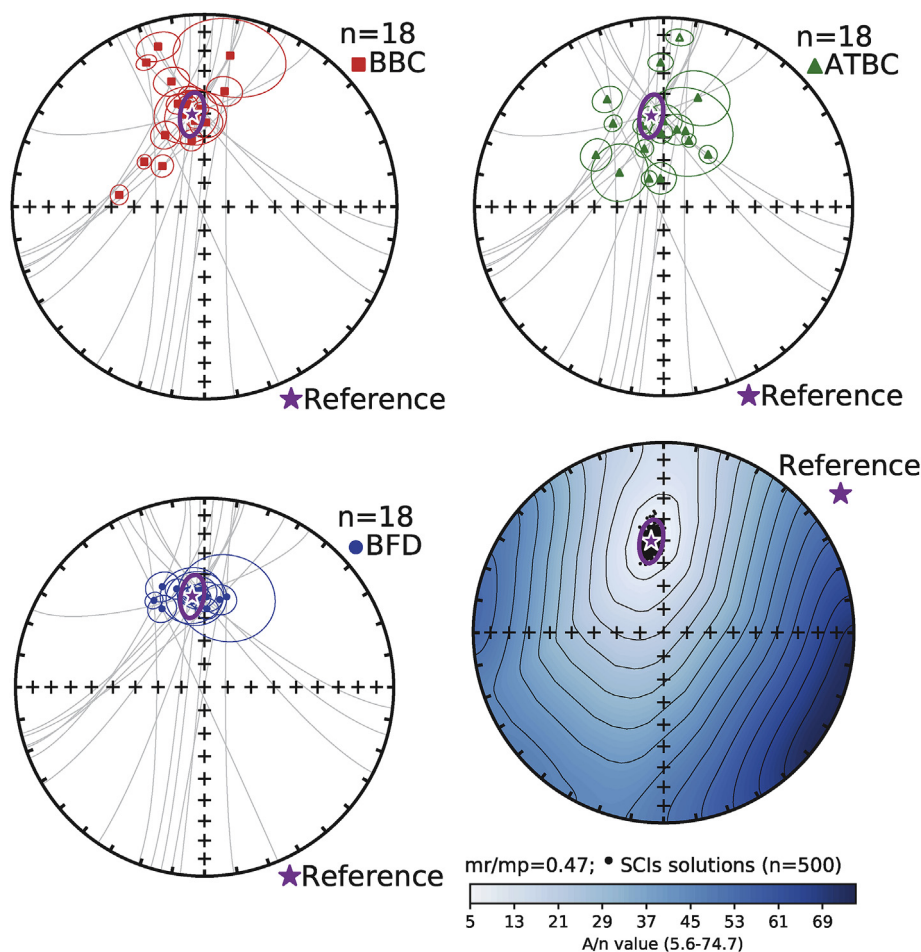 n=18
BBC
Reference
n=18
ATBC
Reference
n=18
BFD
Reference
Reference
mr/mp=0.47; • SCIs solutions (n=500)
5 13 21 29 37 45 53 61 69
A/n value (5.6-74.7)